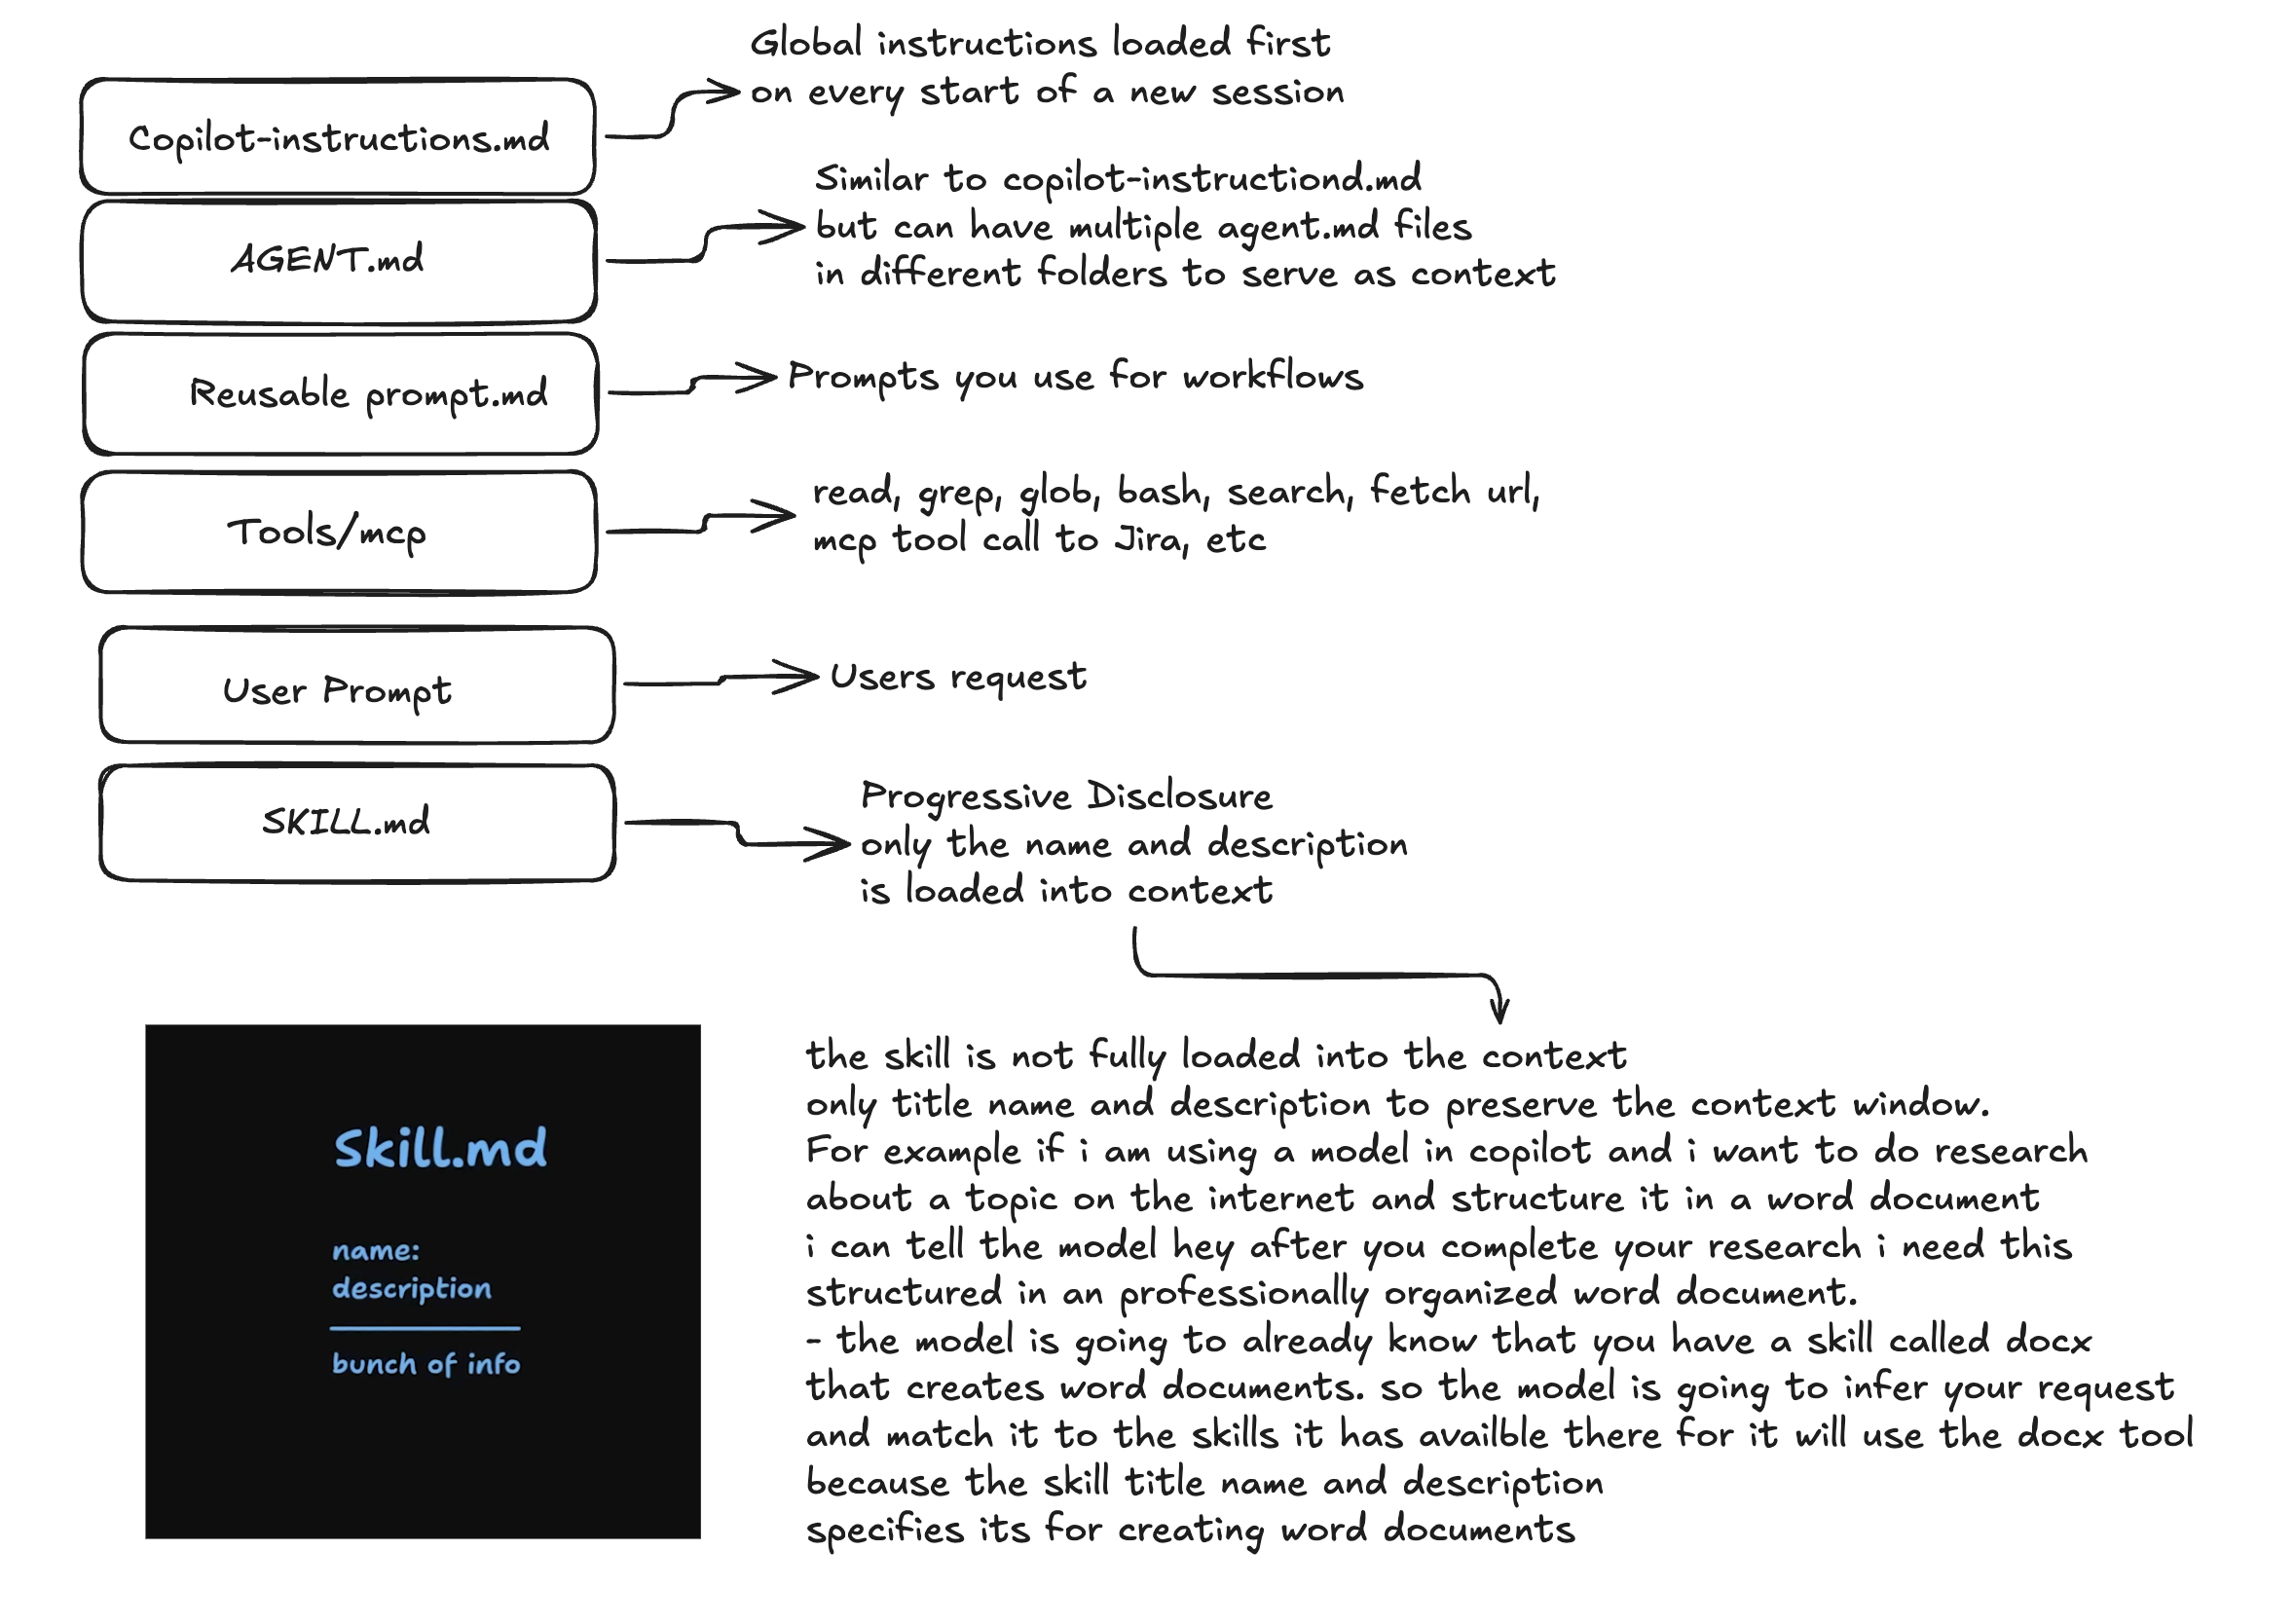 Global instructions loaded first
on every start of a new session
Copilot-instructions.md
Similar to copilot-instructiond.md
but can have multiple agent.md files
in different folders to serve as context
AGENT.md
Prompts you use for workflows
Reusable prompt.md
read, grep, glob, bash, search, fetch url,
mcp tool call to Jira, etc
Tools/mcp
Users request
User Prompt
Progressive Disclosure
only the name and description
is loaded into context
SKILL.md
the skill is not fully loaded into the context
only title name and description to preserve the context window.
For example if i am using a model in copilot and i want to do research
about a topic on the internet and structure it in a word document
i can tell the model hey after you complete your research i need this
structured in an professionally organized word document.
- the model is going to already know that you have a skill called docx
that creates word documents. so the model is going to infer your request
and match it to the skills it has availble there for it will use the docx tool
because the skill title name and description
specifies its for creating word documents
Skill.md
name:
description
bunch of info